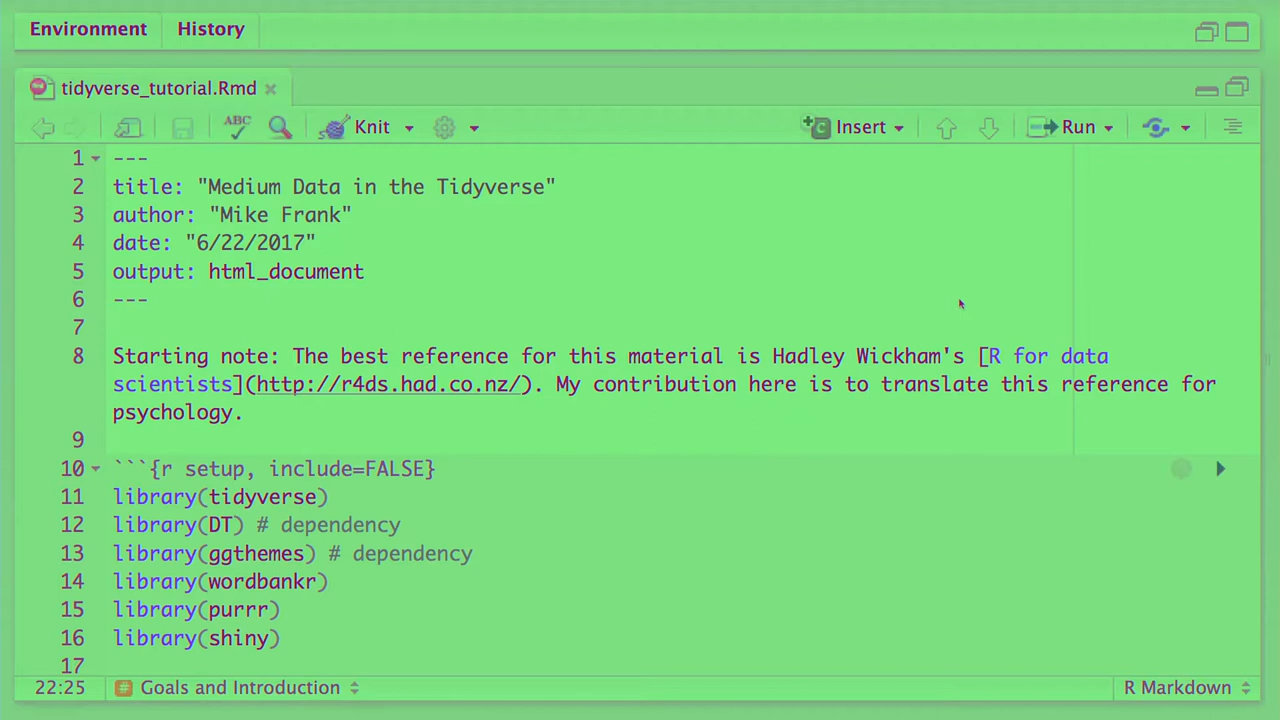 Environment History
tidyverse_tutorial.Rmd
ABC Knit Insert Run
1 ---
2 title: "Medium Data in the Tidyverse"
3 author: "Mike Frank"
4 date: "6/22/2017"
5 output: html_document
6 ---
7
8 Starting note: The best reference for this material is Hadley Wickham's [R for data
scientists](http://r4ds.had.co.nz/). My contribution here is to translate this reference for
psychology.
9
10 ```{r setup, include=FALSE}
11 library(tidyverse)
12 library(DT) # dependency
13 library(ggthemes) # dependency
14 library(wordbankr)
15 library(purrr)
16 library(shiny)
17
22:25 # Goals and Introduction R Markdown